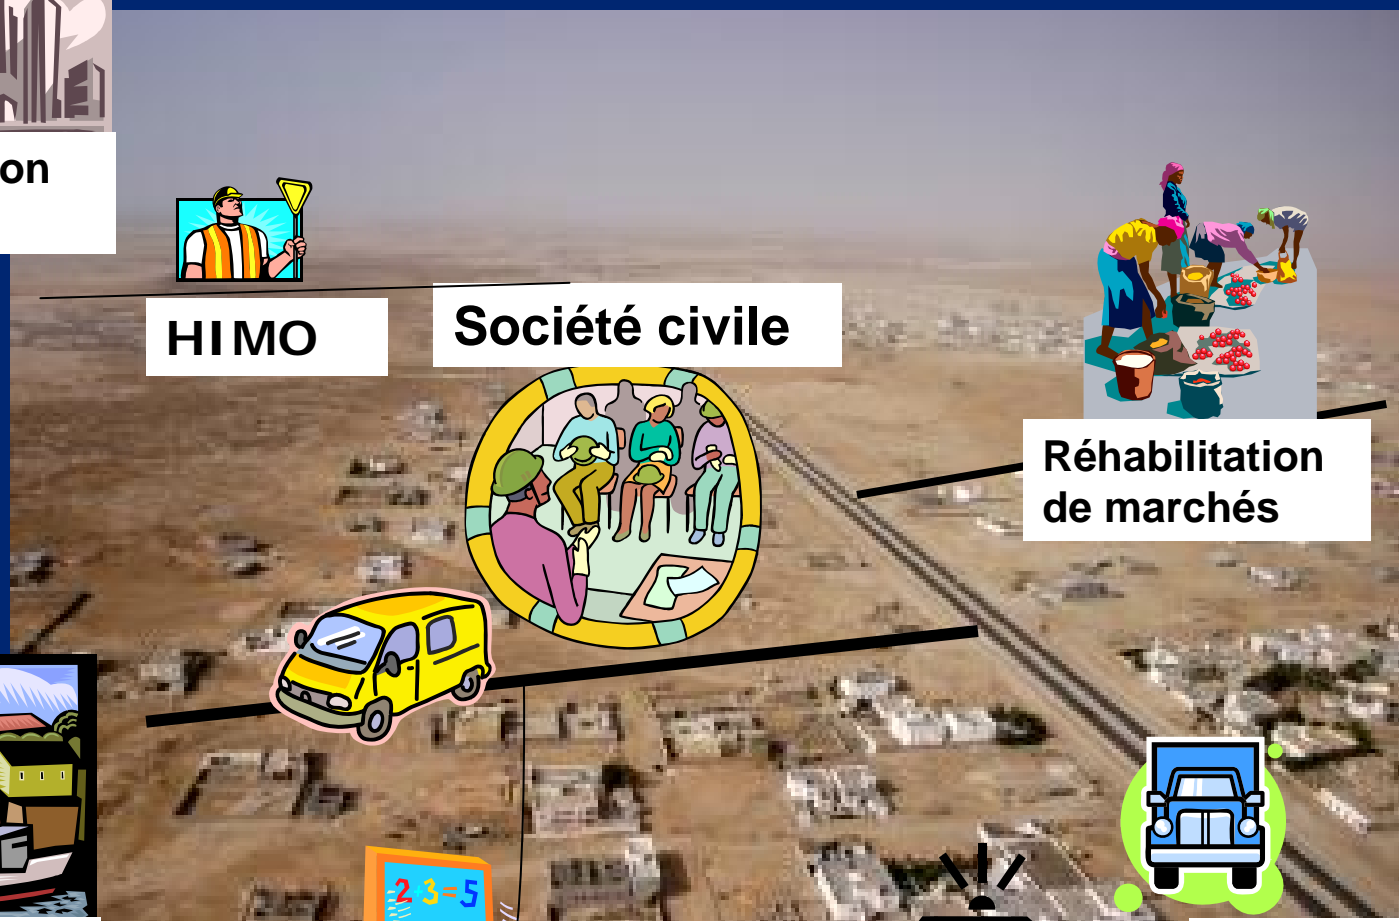 on
HIMO
Société civile
Réhabilitation
de marchés
2 3=5